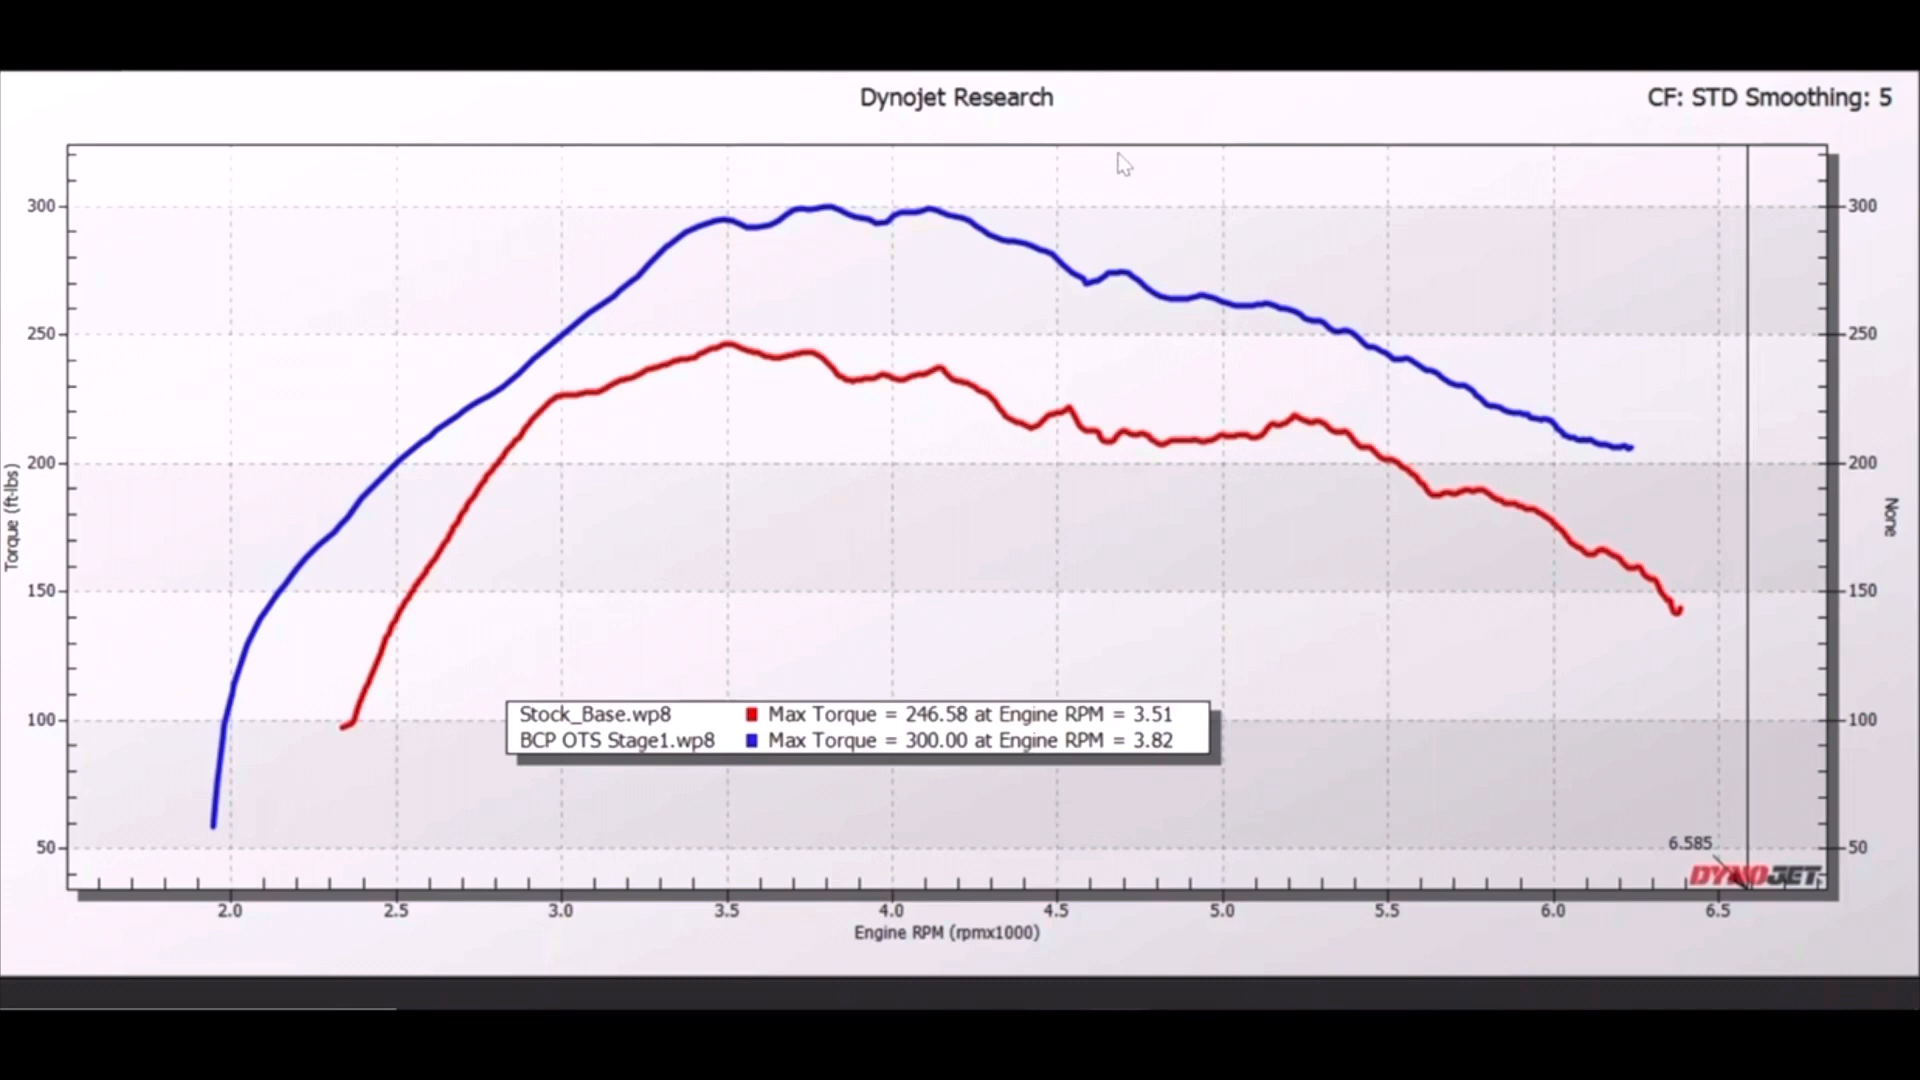 Dynojet Research
CF: STD Smoothing: 5
300
250
200
150
100
50
Torque (ft-lbs)
300
250
200
150
100
50
None
Stock_Base.wp8 Max Torque = 246.58 at Engine RPM = 3.51
BCP OTS Stage1.wp8 Max Torque = 300.00 at Engine RPM = 3.82
6.585
DYNOJET
2.0 2.5 3.0 3.5 4.0 4.5 5.0 5.5 6.0 6.5
Engine RPM (rpmx1000)